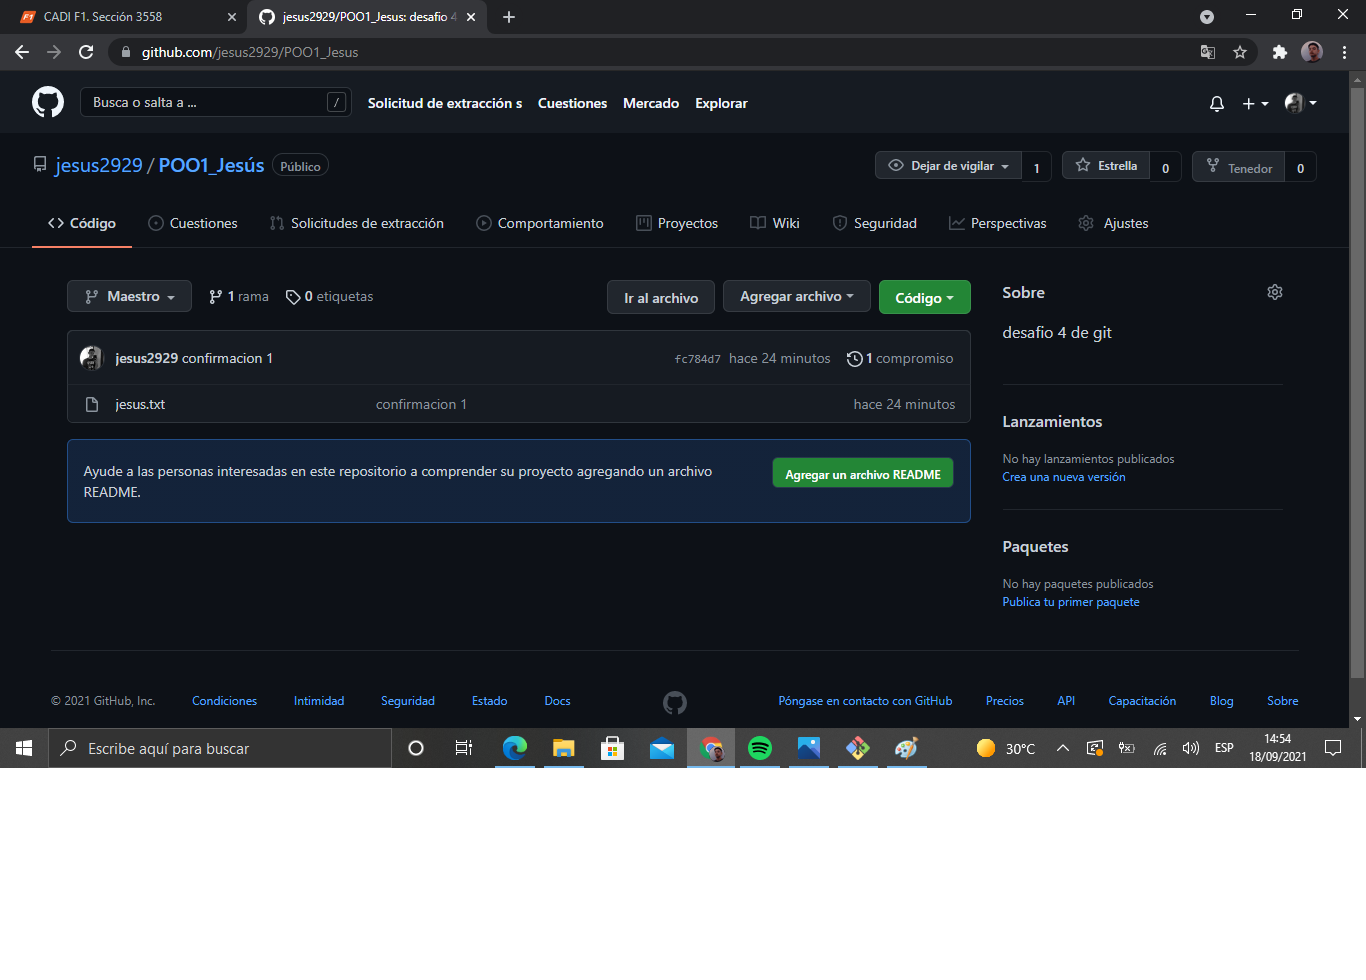 CADI F1. Sección 3558
jesus2929/POO1_Jesus: desafio 4
github.com/jesus2929/POO1_Jesus
Busca o salta a ... /
Solicitud de extracción s Cuestiones Mercado Explorar
jesus2929 / POO1_Jesús Público
Dejar de vigilar 1 Estrella 0 Tenedor 0
Código Cuestiones Solicitudes de extracción Comportamiento Proyectos Wiki Seguridad Perspectivas Ajustes
Maestro 1 rama 0 etiquetas Ir al archivo Agregar archivo Código
jesus2929 confirmacion 1 fc784d7 hace 24 minutos 1 compromiso
jesus.txt confirmacion 1 hace 24 minutos
Ayude a las personas interesadas en este repositorio a comprender su proyecto agregando un archivo
README.
Agregar un archivo README
Sobre
desafio 4 de git
Lanzamientos
No hay lanzamientos publicados
Crea una nueva versión
Paquetes
No hay paquetes publicados
Publica tu primer paquete
© 2021 GitHub, Inc. Condiciones Intimidad Seguridad Estado Docs Póngase en contacto con GitHub Precios API Capacitación Blog Sobre
Escribe aquí para buscar
30°C ESP
14:54
18/09/2021